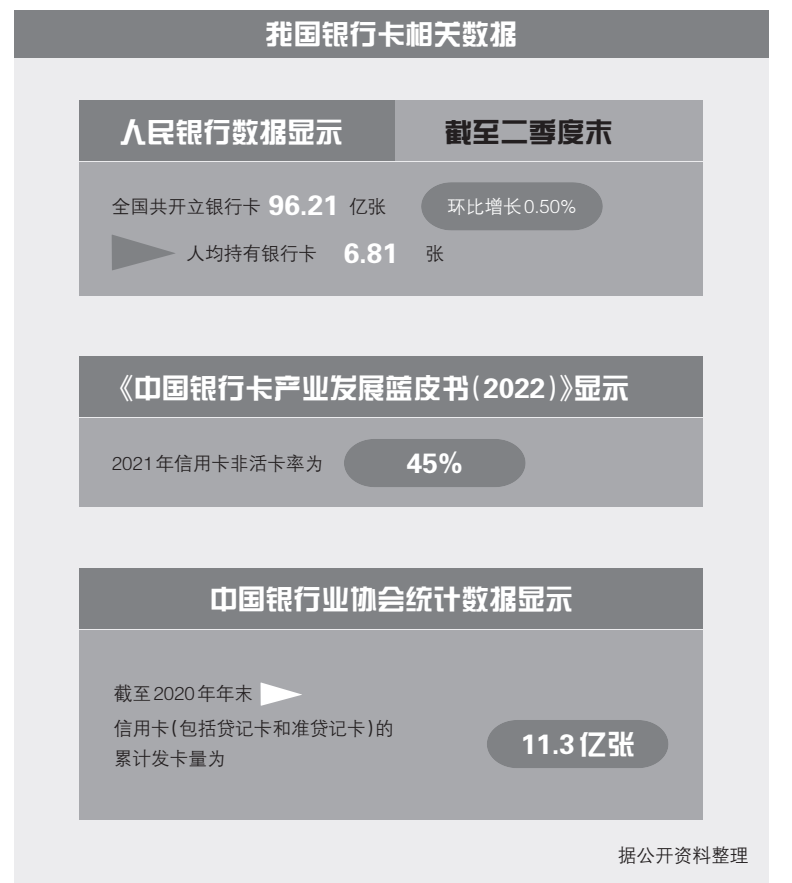 我国银行卡相关数据
人民银行数据显示
截至二季度末
全国共开立银行卡 96.21 亿张
环比增长0.50%
人均持有银行卡 6.81 张
《中国银行卡产业发展蓝皮书(2022)》显示
2021年信用卡非活卡率为 45%
中国银行业协会统计数据显示
截至2020年年末
信用卡(包括贷记卡和准贷记卡)的
累计发卡量为
11.3亿张
据公开资料整理